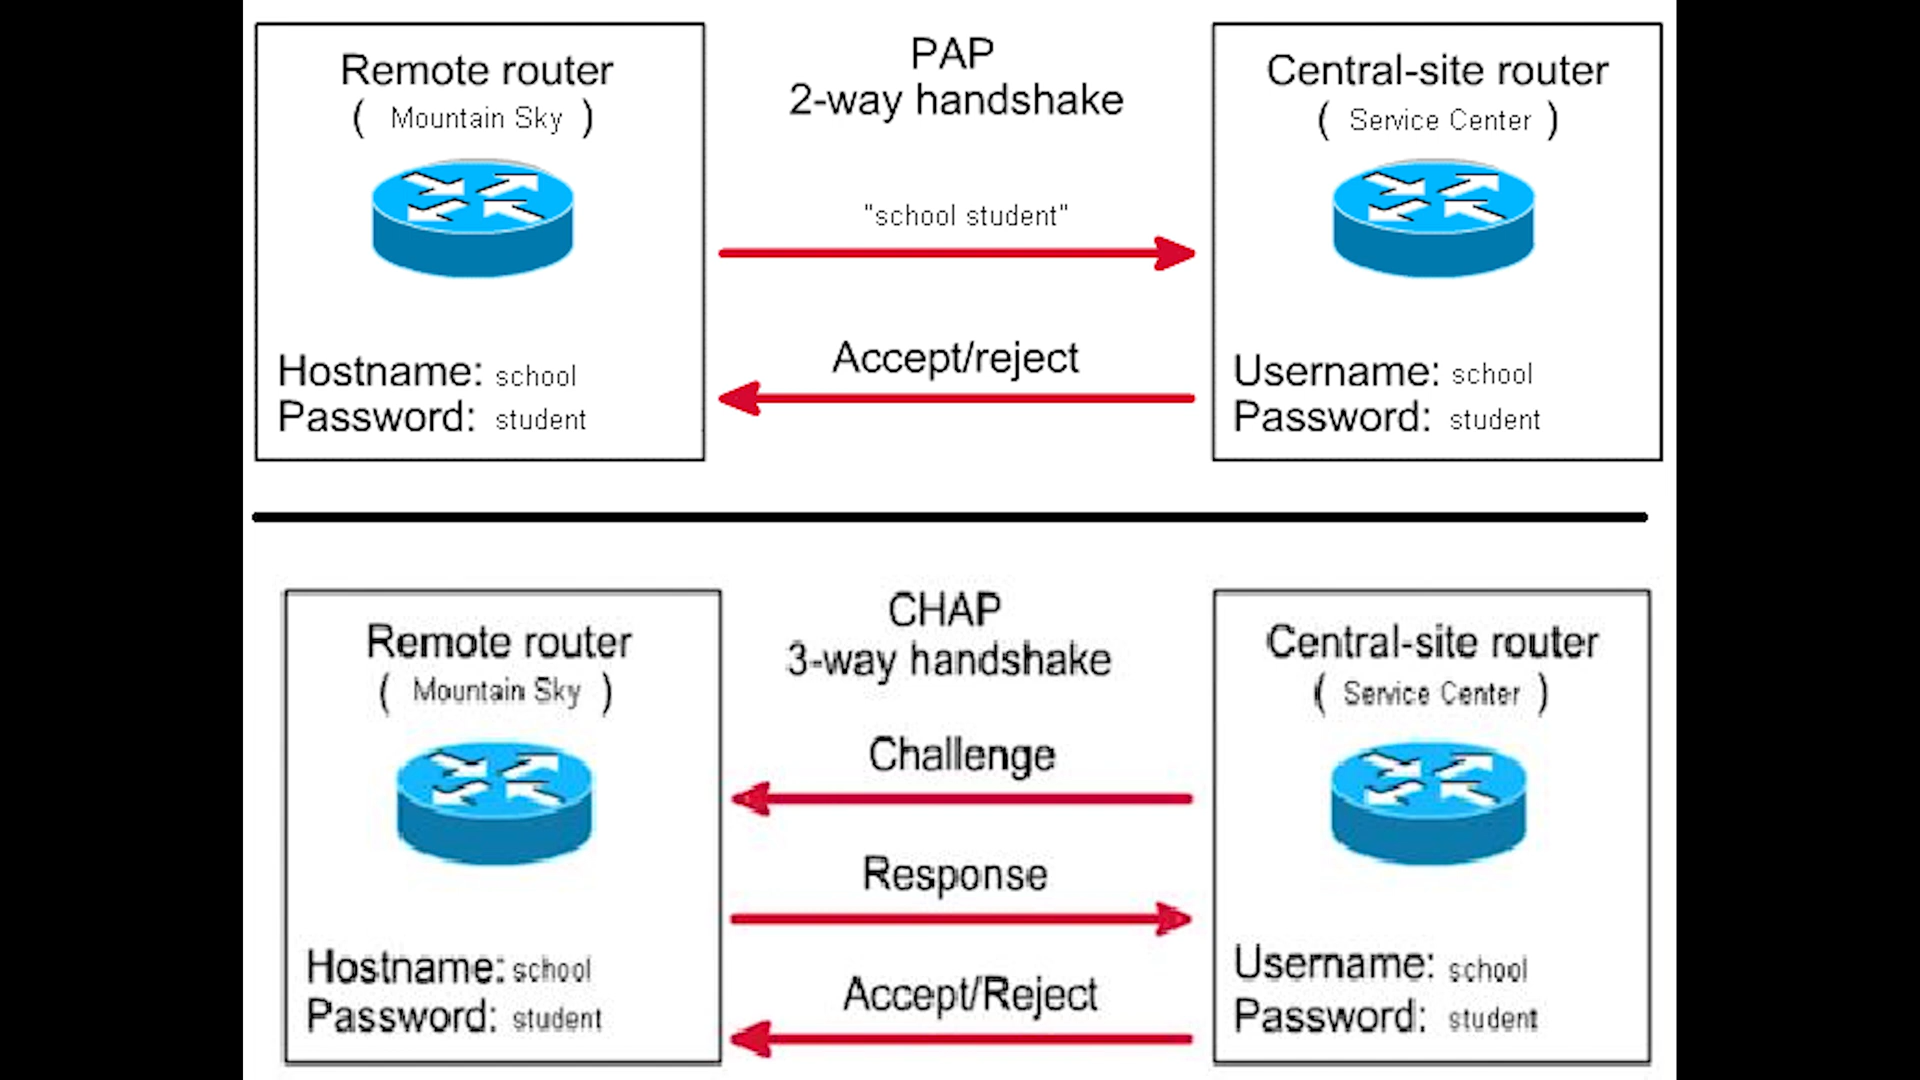 Remote router
( Mountain Sky )
Hostname: school
Password: student
PAP
2-way handshake
"school student"
Accept/reject
Central-site router
( Service Center )
Username: school
Password: student
Remote router
( Mountain Sky )
Hostname: school
Password: student
CHAP
3-way handshake
Challenge
Response
Accept/Reject
Central-site router
( Service Center )
Username: school
Password: student